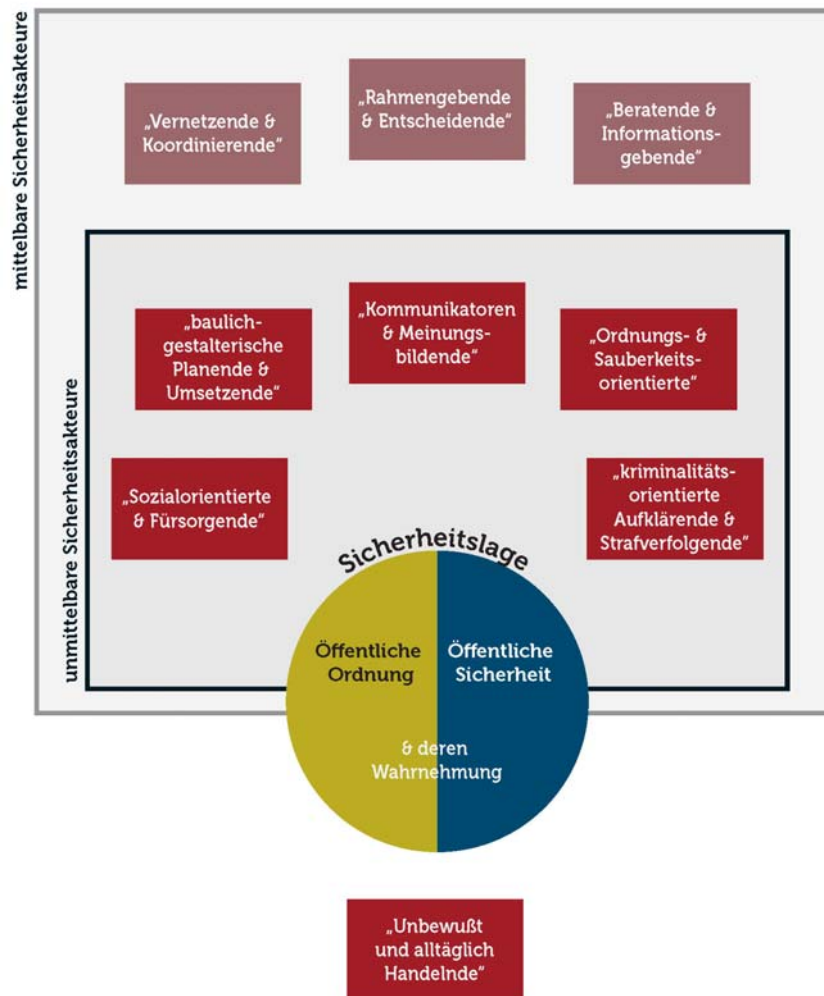 mittelbare Sicherheitsakteure
„Vernetzende &
Koordinierende“
„Rahmengebende
& Entscheidende“
„Beratende &
Informations-
gebende“
unmittelbare Sicherheitsakteure
„baulich-
gestalterische
Planende &
Umsetzende“
„Kommunikatoren
& Meinungs-
bildende“
„Ordnungs- &
Sauberkeits-
orientierte“
„Sozialorientierte
& Fürsorgende“
„kriminalitäts-
orientierte
Aufklärende &
Strafverfolgende“
Sicherheitslage
Öffentliche
Ordnung
Öffentliche
Sicherheit
& deren
Wahrnehmung
„Unbewußt
und alltäglich
Handelnde“